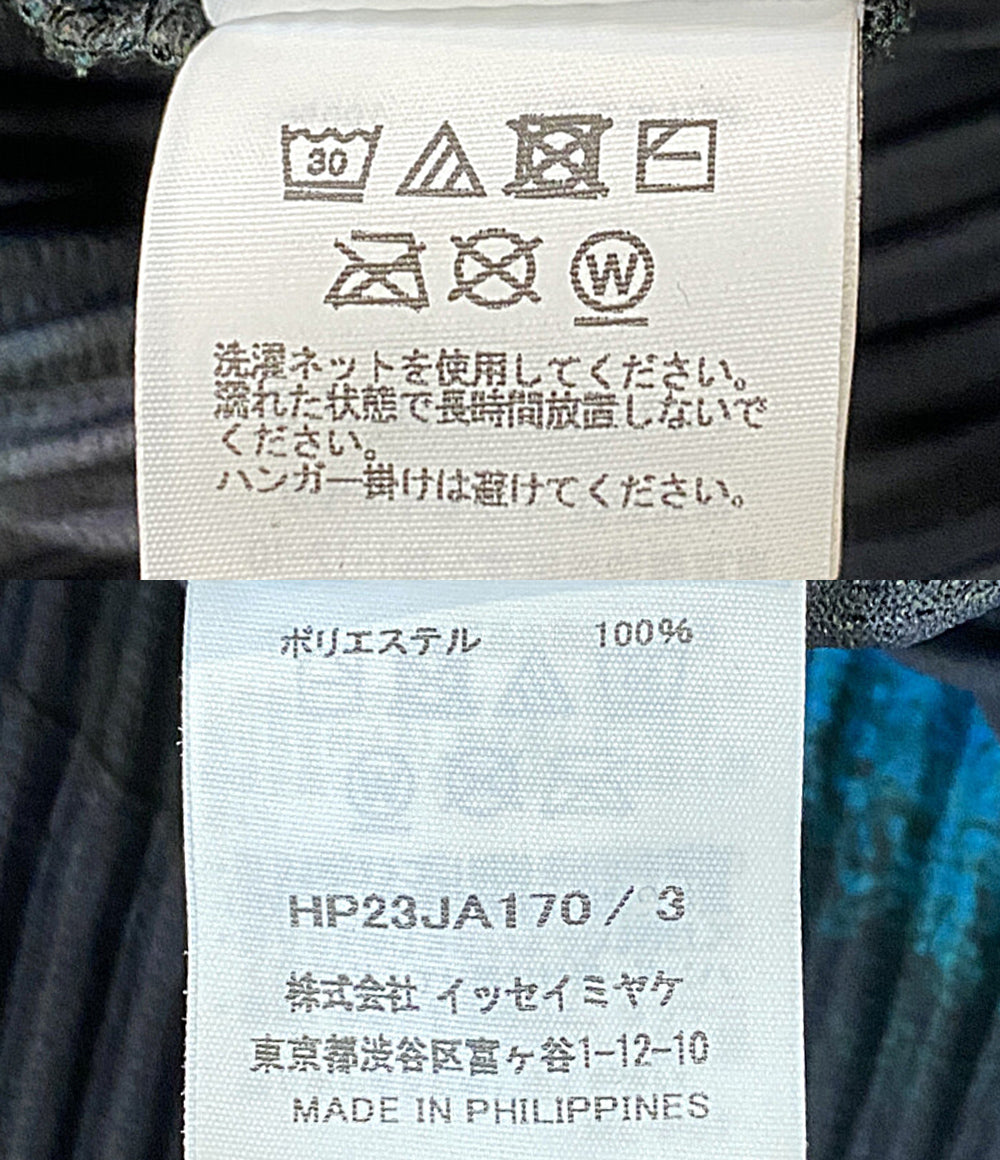 30
W
洗濯ネットを使用してください。
濡れた状態で長時間放置しないで
ください。
ハンガー掛けは避けてください。
ポリエステル 100%
HP23JA170 / 3
株式会社 イッセイミヤケ
東京都渋谷区富ヶ谷1-12-10
MADE IN PHILIPPINES